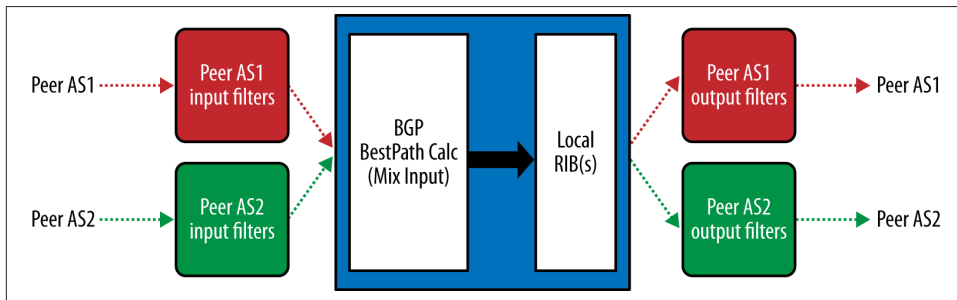 Peer AS1
Peer AS1
input filters
Peer AS2
Peer AS2
input filters
BGP
BestPath Calc
(Mix Input)
Local
RIB(s)
Peer AS1
output filters
Peer AS1
Peer AS2
output filters
Peer AS2